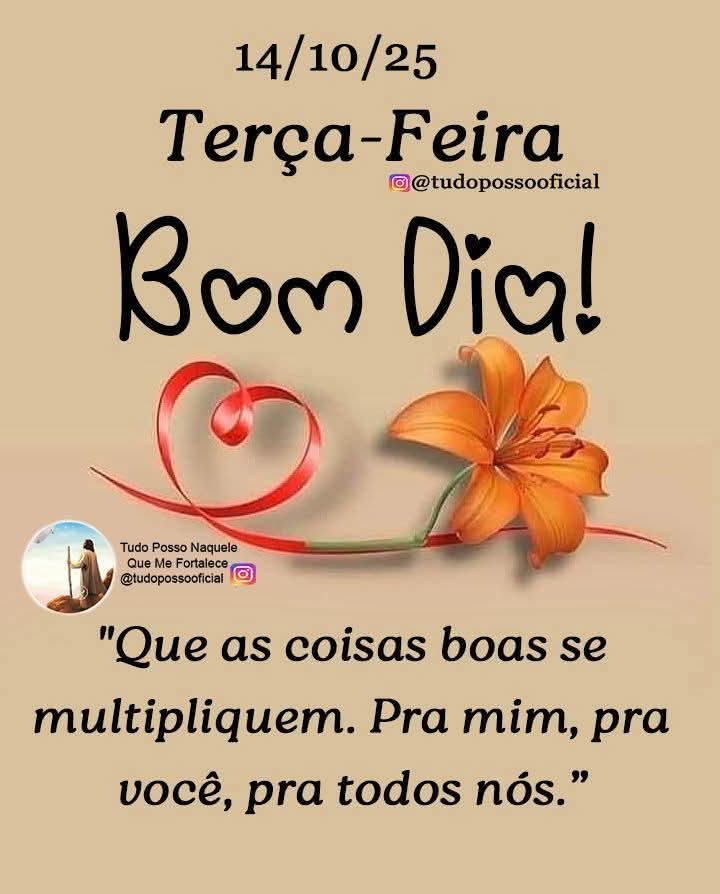 14/10/25
Terça-Feira
@tudopossooficial
Bom Dia!
Tudo Posso Naquele
Que Me Fortalece
@tudopossooficial
"Que as coisas boas se
multipliquem. Pra mim, pra
você, pra todos nós.”